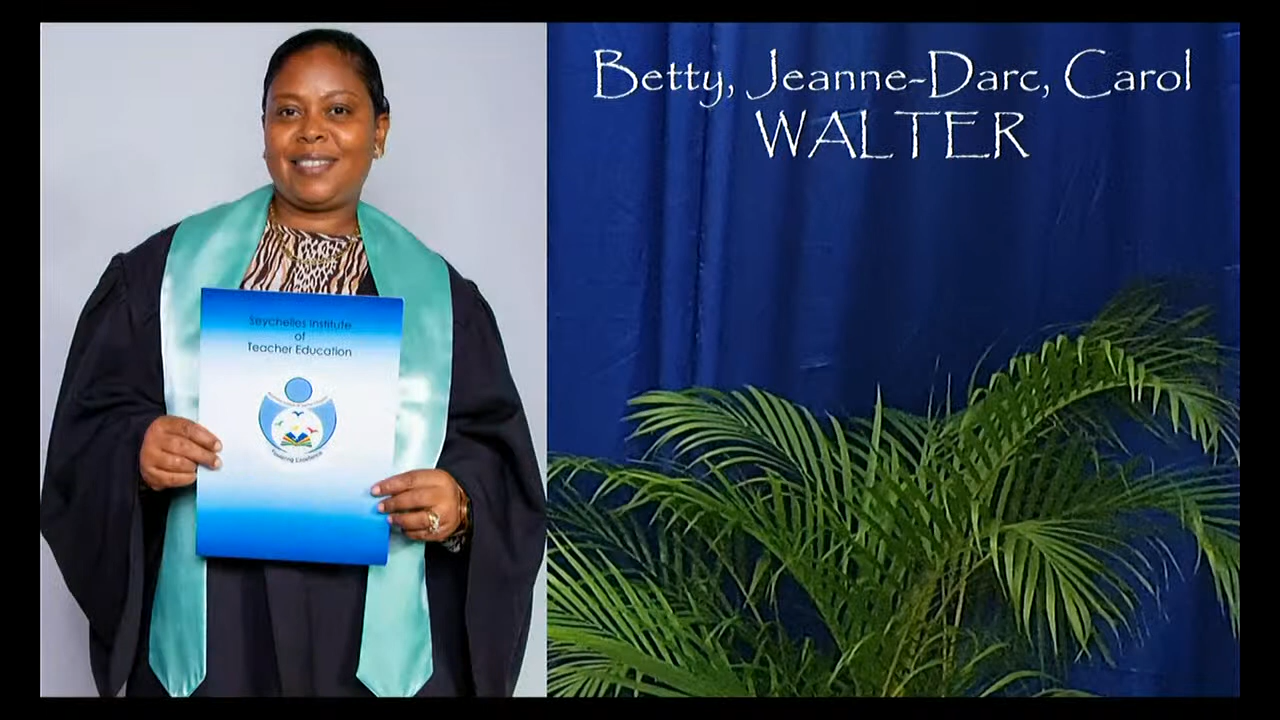 Betty, Jeanne-Darc, Carol
WALTER
Seychelles Institute
of
Teacher Education